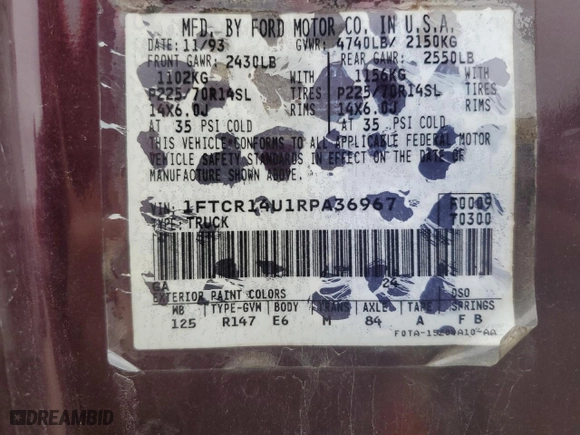 MFD. BY FORD MOTOR CO. IN U.S.A.
DATE: 11/93 GVWR: 4740LB/ 2150KG
FRONT GAWR: 2430LB REAR GAWR: 2550LB
1102KG WITH 1156KG WITH
P225/70R14SL TIRES P225/70R14SL TIRES
14X6.0J RIMS 14X6.0J RIMS
AT 35 PSI COLD AT 35 PSI COLD
THIS VEHICLE CONFORMS TO ALL APPLICABLE FEDERAL MOTOR
VEHICLE SAFETY STANDARDS IN EFFECT ON THE DATE OF
MANUFACTURE SHOWN ABOVE.
VIN: 1FTCR14U1RPA36967 F0009
TYPE: TRUCK 70300
GA 24
EXTERIOR PAINT COLORS DSO
MB TYPE-GVM BODY TRANS AXLE TAPE SPRINGS
125 R147 E6 M 84 A F B
F0TA-15200A10-AA
DREAMBID